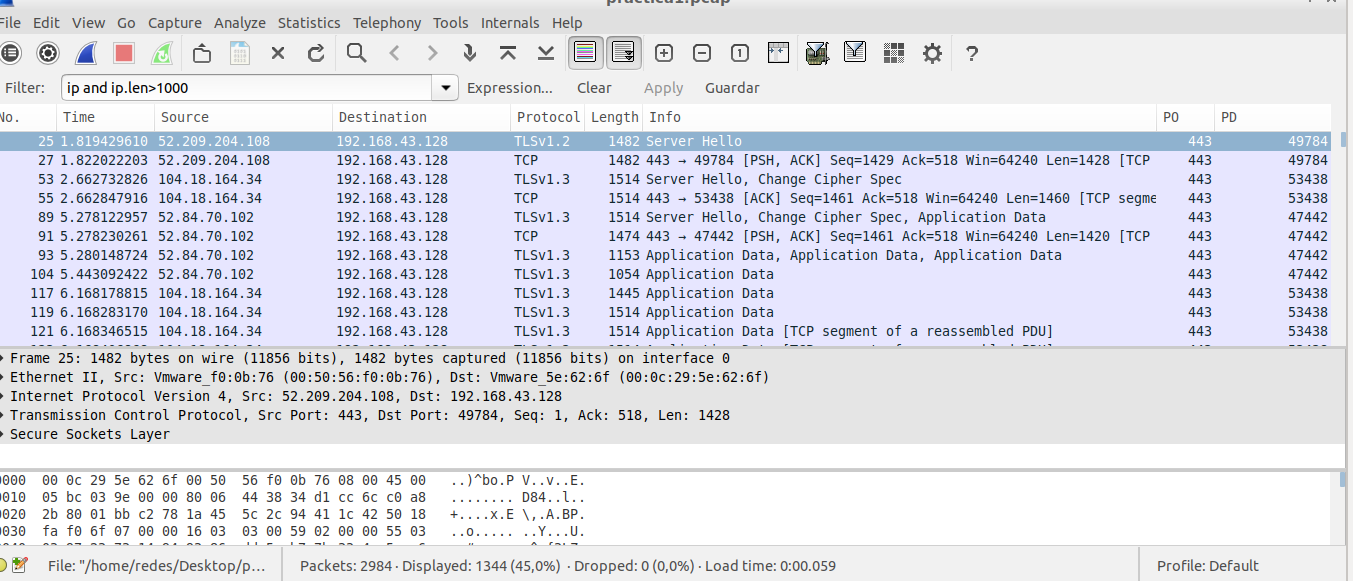 practica1.pcap
File Edit View Go Capture Analyze Statistics Telephony Tools Internals Help
Filter: ip and ip.len>1000 Expression... Clear Apply Guardar
No. Time Source Destination Protocol Length Info PO PD
25 1.819429610 52.209.204.108 192.168.43.128 TLSv1.2 1482 Server Hello 443 49784
27 1.822022203 52.209.204.108 192.168.43.128 TCP 1482 443 → 49784 [PSH, ACK] Seq=1429 Ack=518 Win=64240 Len=1428 [TCP 443 49784
53 2.662732826 104.18.164.34 192.168.43.128 TLSv1.3 1514 Server Hello, Change Cipher Spec 443 53438
55 2.662847916 104.18.164.34 192.168.43.128 TCP 1514 443 → 53438 [ACK] Seq=1461 Ack=518 Win=64240 Len=1460 [TCP segme 443 53438
89 5.278122957 52.84.70.102 192.168.43.128 TLSv1.3 1514 Server Hello, Change Cipher Spec, Application Data 443 47442
91 5.278230261 52.84.70.102 192.168.43.128 TCP 1474 443 → 47442 [PSH, ACK] Seq=1461 Ack=518 Win=64240 Len=1420 [TCP 443 47442
93 5.280148724 52.84.70.102 192.168.43.128 TLSv1.3 1153 Application Data, Application Data, Application Data 443 47442
104 5.443092422 52.84.70.102 192.168.43.128 TLSv1.3 1054 Application Data 443 47442
117 6.168178815 104.18.164.34 192.168.43.128 TLSv1.3 1445 Application Data 443 53438
119 6.168283170 104.18.164.34 192.168.43.128 TLSv1.3 1514 Application Data 443 53438
121 6.168346515 104.18.164.34 192.168.43.128 TLSv1.3 1514 Application Data [TCP segment of a reassembled PDU] 443 53438
Frame 25: 1482 bytes on wire (11856 bits), 1482 bytes captured (11856 bits) on interface 0
Ethernet II, Src: Vmware_f0:0b:76 (00:50:56:f0:0b:76), Dst: Vmware_5e:62:6f (00:0c:29:5e:62:6f)
Internet Protocol Version 4, Src: 52.209.204.108, Dst: 192.168.43.128
Transmission Control Protocol, Src Port: 443, Dst Port: 49784, Seq: 1, Ack: 518, Len: 1428
Secure Sockets Layer
0000 00 0c 29 5e 62 6f 00 50 56 f0 0b 76 08 00 45 00 ..)^bo.P V..v..E.
0010 05 bc 03 9e 00 00 80 06 44 38 34 d1 cc 6c c0 a8 ........ D84..l..
0020 2b 80 01 bb c2 78 1a 45 5c 2c 94 41 1c 42 50 18 +....x.E \,.A.BP.
0030 fa f0 6f 07 00 00 16 03 03 00 59 02 00 00 55 03 ..o..... ..Y...U.
File: "/home/redes/Desktop/p... Packets: 2984 · Displayed: 1344 (45,0%) · Dropped: 0 (0,0%) · Load time: 0:00.059 Profile: Default